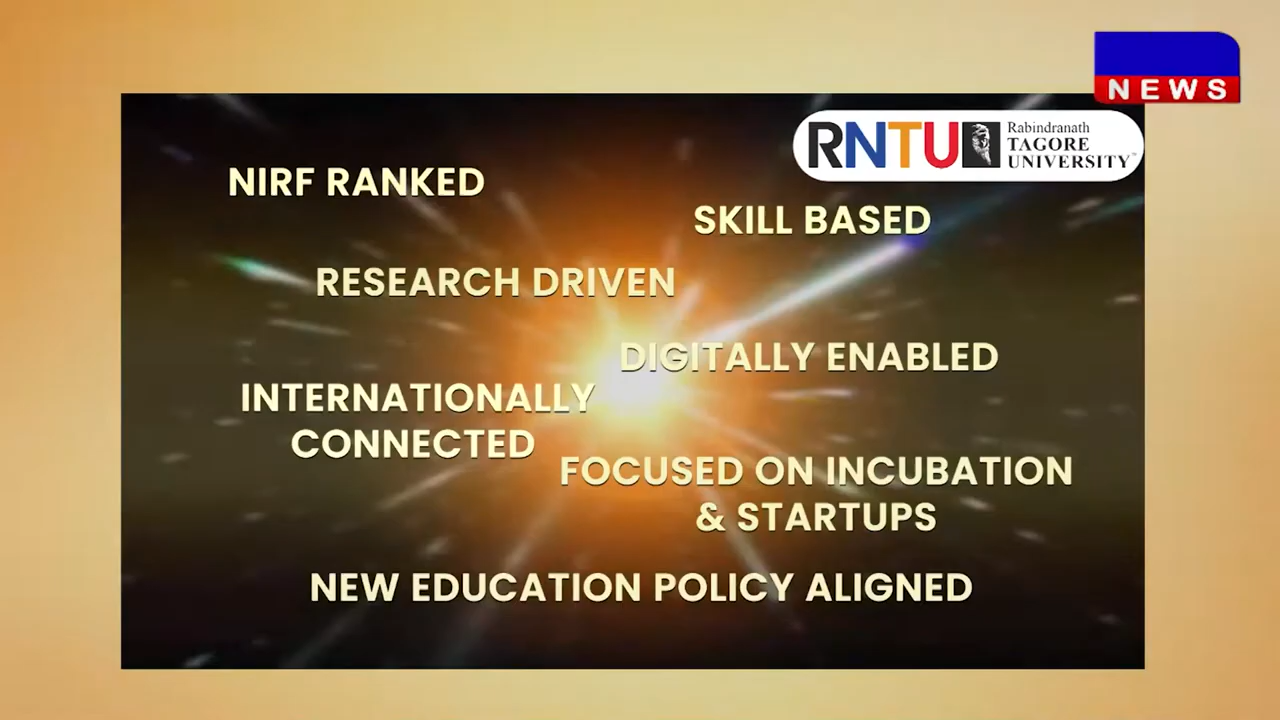 NEWS
RNTU
Rabindranath
TAGORE
UNIVERSITY™
NIRF RANKED
SKILL BASED
RESEARCH DRIVEN
DIGITALLY ENABLED
INTERNATIONALLY
CONNECTED
FOCUSED ON INCUBATION
& STARTUPS
NEW EDUCATION POLICY ALIGNED